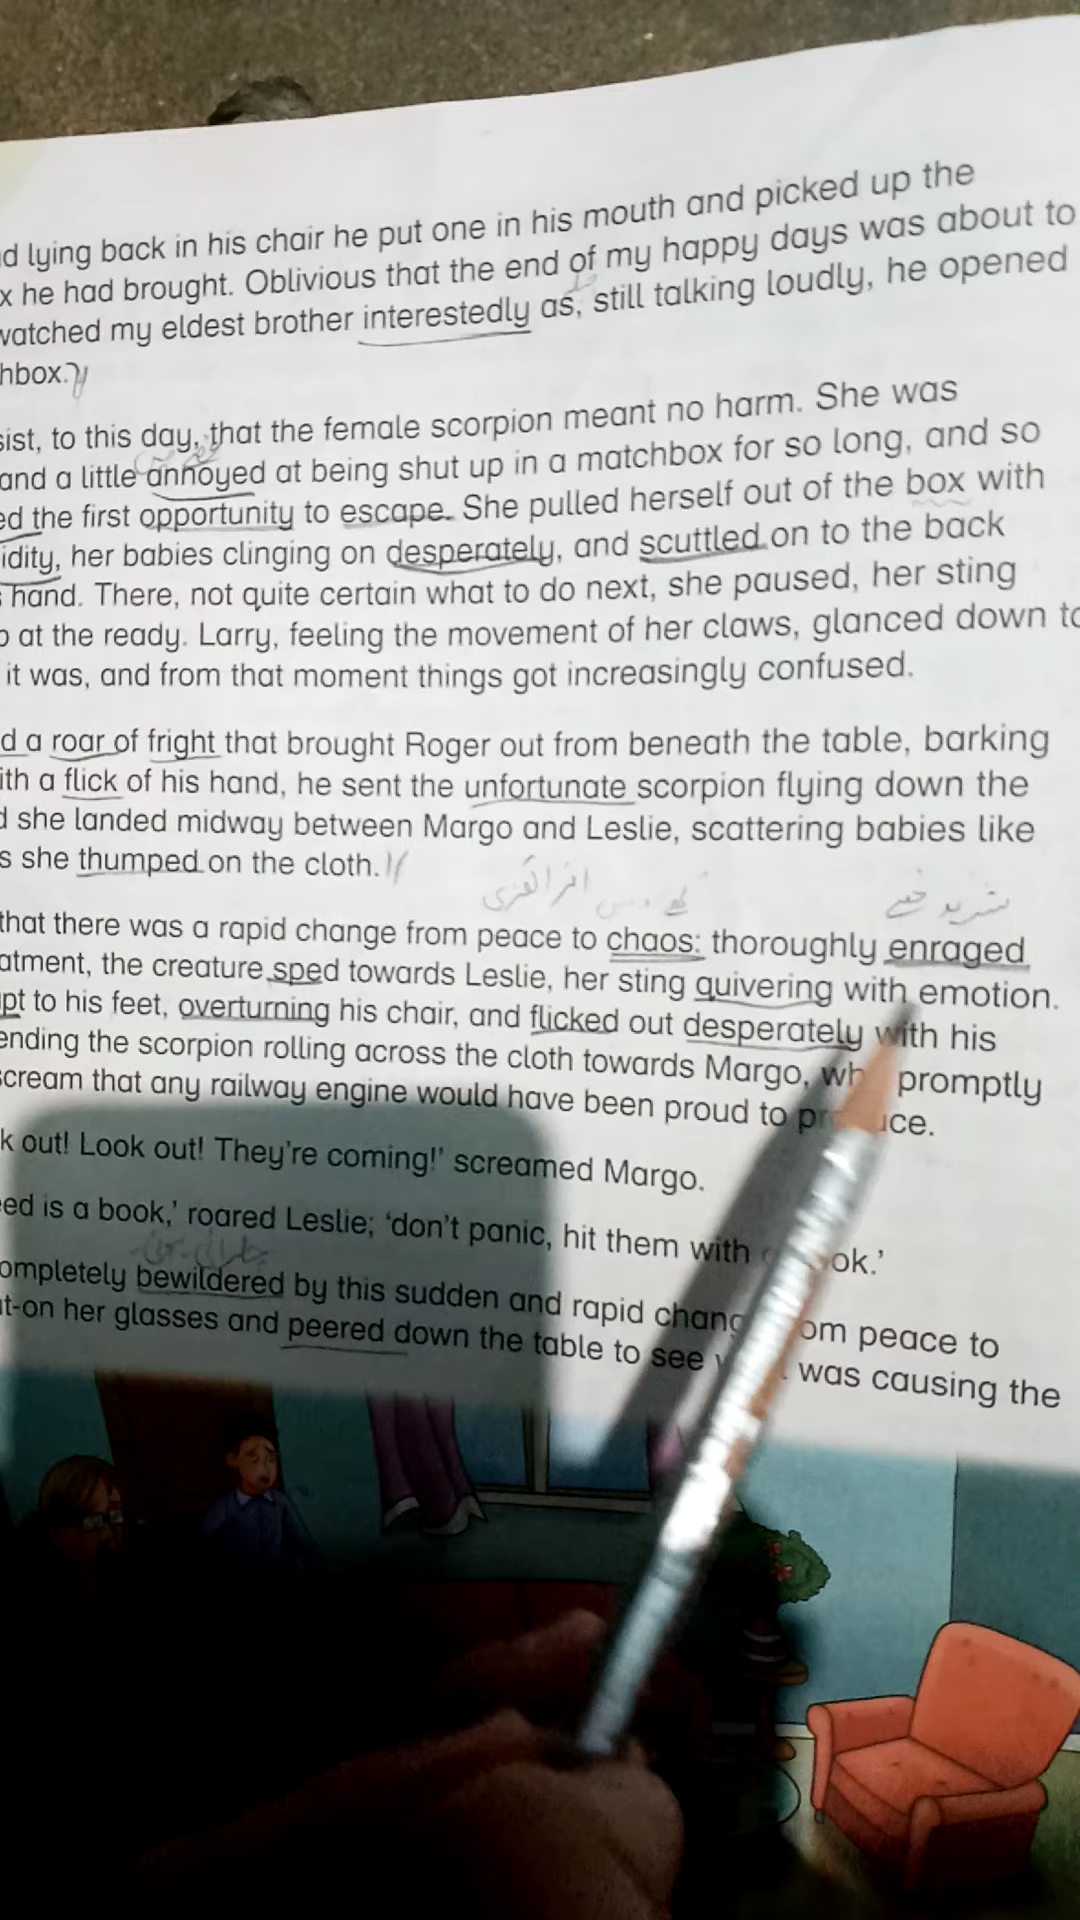 lying back in his chair he put one in his mouth and picked up the
x he had brought. Oblivious that the end of my happy days was about to
watched my eldest brother interestedly as, still talking loudly, he opened
hbox.
sist, to this day, that the female scorpion meant no harm. She was
and a little annoyed at being shut up in a matchbox for so long, and so
ed the first opportunity to escape. She pulled herself out of the box with
idity, her babies clinging on desperately, and scuttled on to the back
hand. There, not quite certain what to do next, she paused, her sting
at the ready. Larry, feeling the movement of her claws, glanced down to
it was, and from that moment things got increasingly confused.
d a roar of fright that brought Roger out from beneath the table, barking
ith a flick of his hand, he sent the unfortunate scorpion flying down the
d she landed midway between Margo and Leslie, scattering babies like
s she thumped on the cloth.
افراتفری
شدید غصے
that there was a rapid change from peace to chaos: thoroughly enraged
atment, the creature sped towards Leslie, her sting quivering with emotion.
pt to his feet, overturning his chair, and flicked out desperately with his
ending the scorpion rolling across the cloth towards Margo, promptly
scream that any railway engine would have been proud to
k out! Look out! They're coming!' screamed Margo.
ed is a book,' roared Leslie; 'don't panic, hit them with ok.'
ompletely bewildered by this sudden and rapid chang om peace to
t-on her glasses and peered down the table to see was causing the